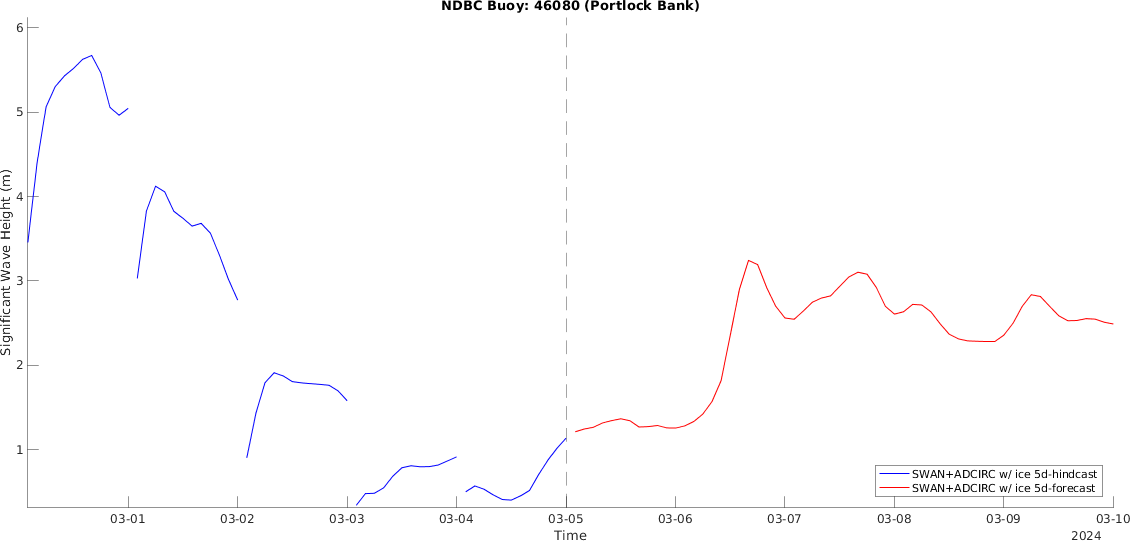 NDBC Buoy: 46080 (Portlock Bank)
6
5
4
3
2
1
Significant Wave Height (m)
SWAN+ADCIRC w/ ice 5d-hindcast
SWAN+ADCIRC w/ ice 5d-forecast
03-01 03-02 03-03 03-04 03-05 03-06 03-07 03-08 03-09 03-10
Time
2024